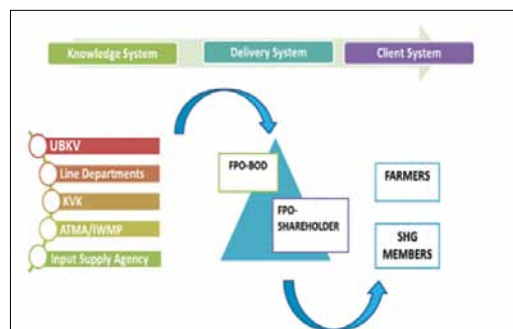 Knowledge System
Delivery System
Client System
UBKV
Line Departments
KVK
ATMA/IWMP
Input Supply Agency
FPO-BOD
FPO-
SHAREHOLDER
FARMERS
SHG
MEMBERS